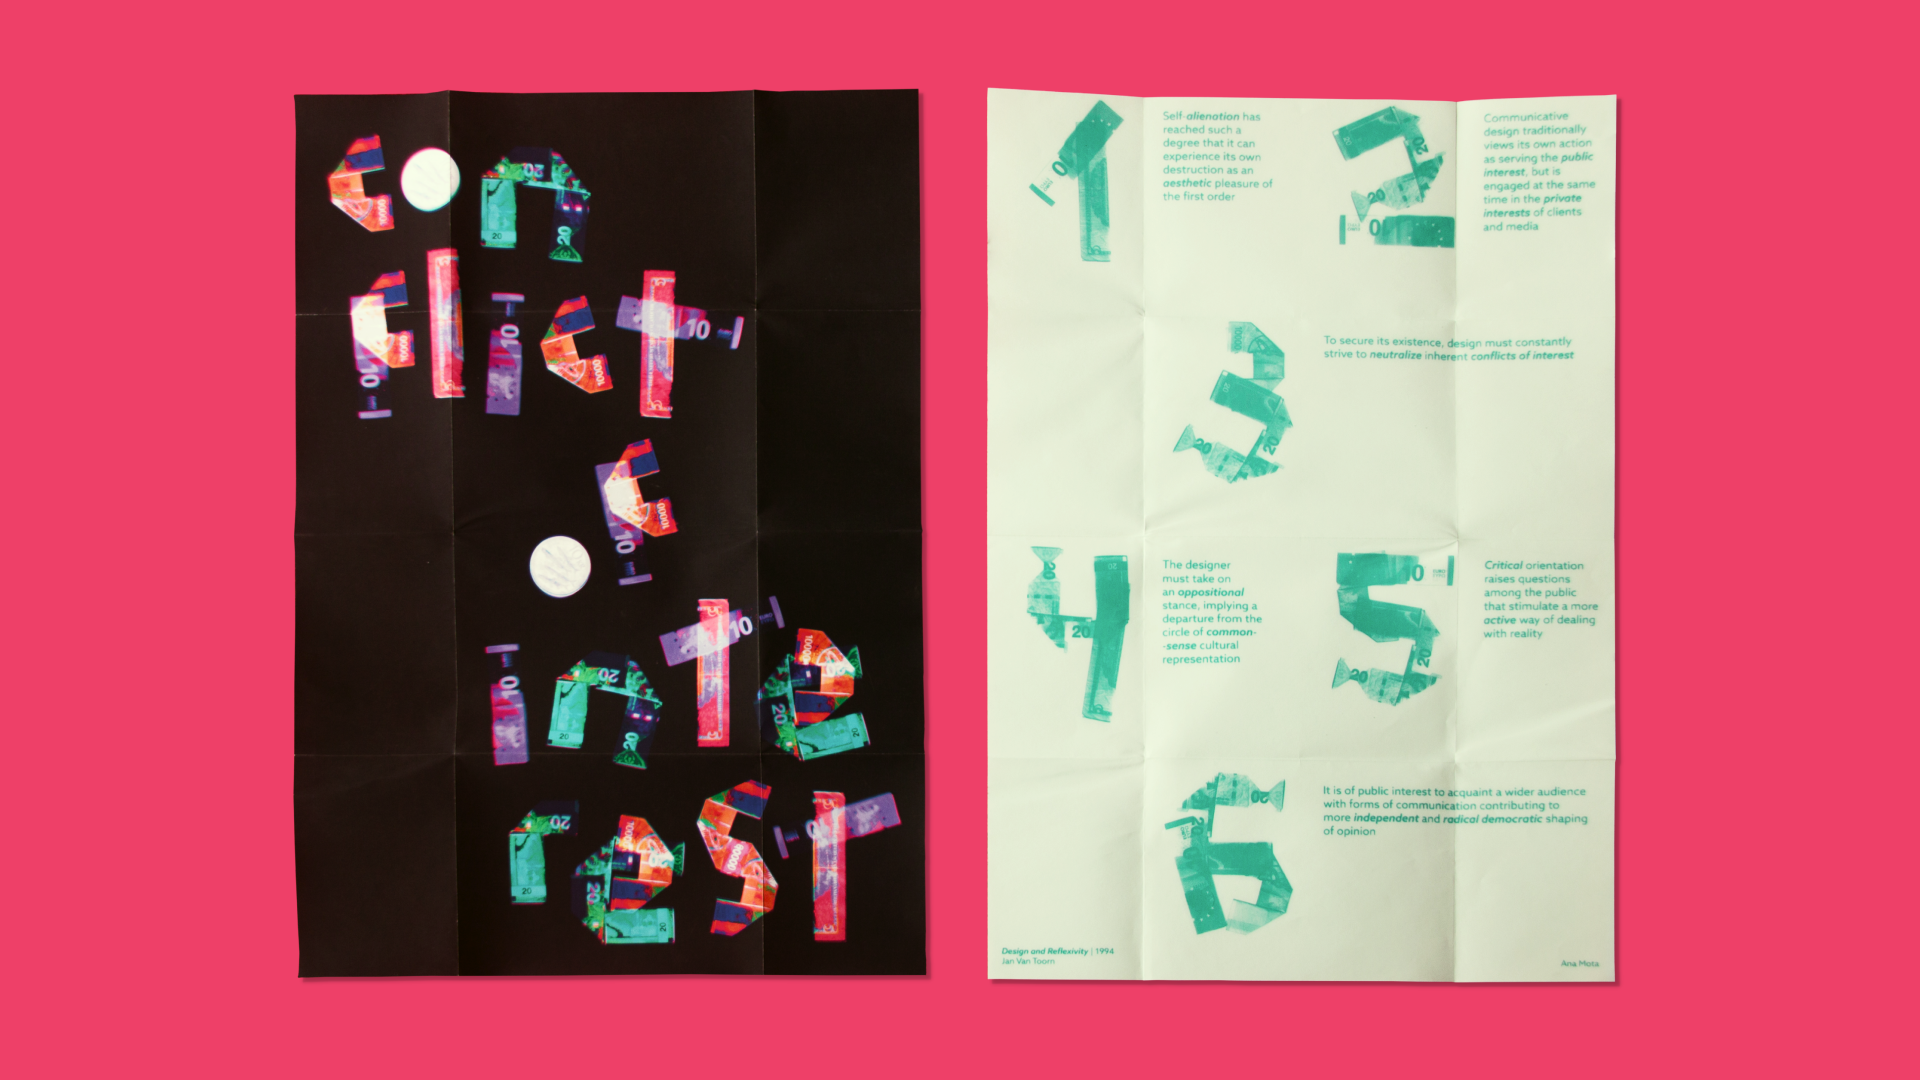 con
flict
of
inte
rest
1
Self-alienation has
reached such a
degree that it can
experience its own
destruction as an
aesthetic pleasure of
the first order
2
Communicative
design traditionally
views its own action
as serving the public
interest, but is
engaged at the same
time in the private
interests of clients
and media
3
To secure its existence, design must constantly
strive to neutralize inherent conflicts of interest
4
The designer
must take on
an oppositional
stance, implying a
departure from the
circle of common-
-sense cultural
representation
5
Critical orientation
raises questions
among the public
that stimulate a more
active way of dealing
with reality
6
It is of public interest to acquaint a wider audience
with forms of communication contributing to
more independent and radical democratic shaping
of opinion
Design and Reflexivity | 1994
Jan Van Toorn
Ana Mota